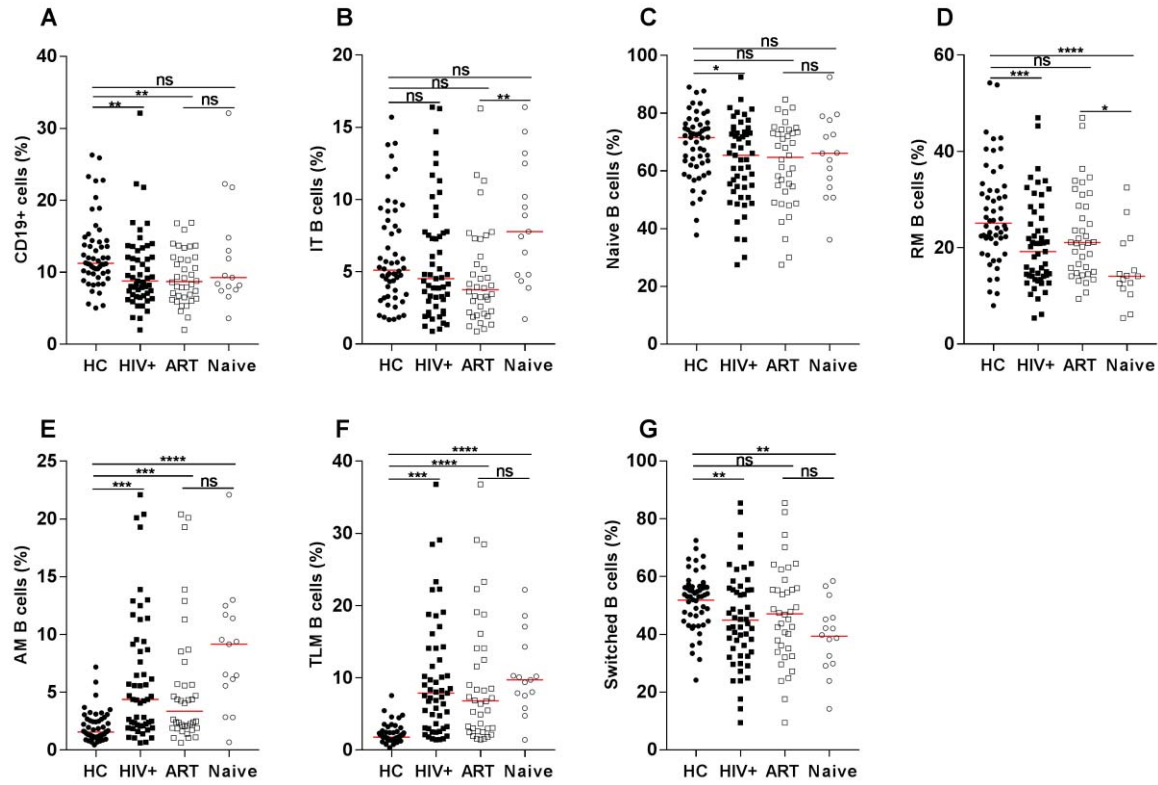 A
CD19+ cells (%)
40
30
20
10
0
ns
**
**
ns
HC HIV+ ART Naive
B
IT B cells (%)
20
15
10
5
0
ns
ns
ns
**
HC HIV+ ART Naive
C
Naive B cells (%)
100
80
60
40
20
0
ns
ns
*
ns
HC HIV+ ART Naive
D
RM B cells (%)
60
40
20
0
****
ns
***
*
HC HIV+ ART Naive
E
AM B cells (%)
25
20
15
10
5
0
****
***
***
ns
HC HIV+ ART Naive
F
TLM B cells (%)
40
30
20
10
0
****
****
***
ns
HC HIV+ ART Naive
G
Switched B cells (%)
100
80
60
40
20
0
**
ns
**
ns
HC HIV+ ART Naive